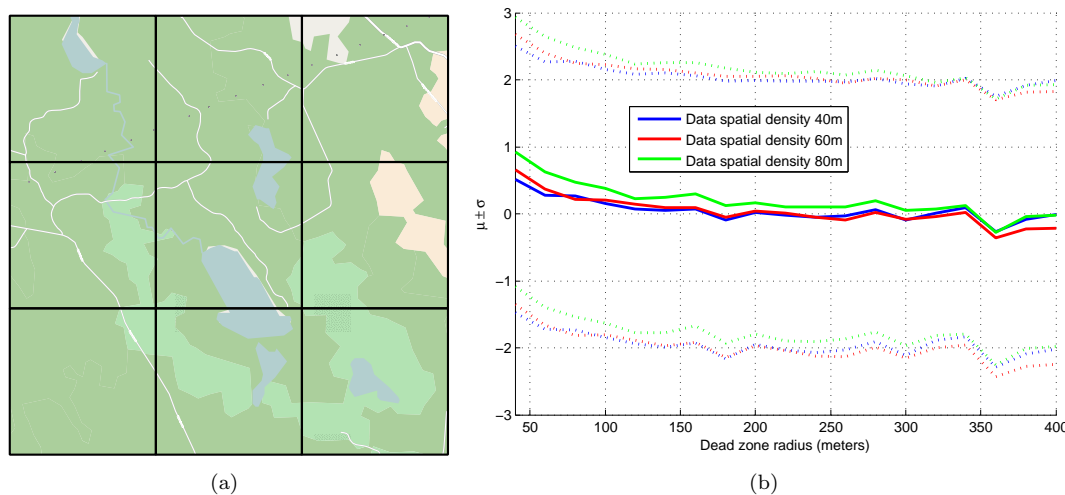 3
2
1
0
−1
−2
−3
μ ± σ
Data spatial density 40m
Data spatial density 60m
Data spatial density 80m
50 100 150 200 250 300 350 400
Dead zone radius (meters)
(a) (b)